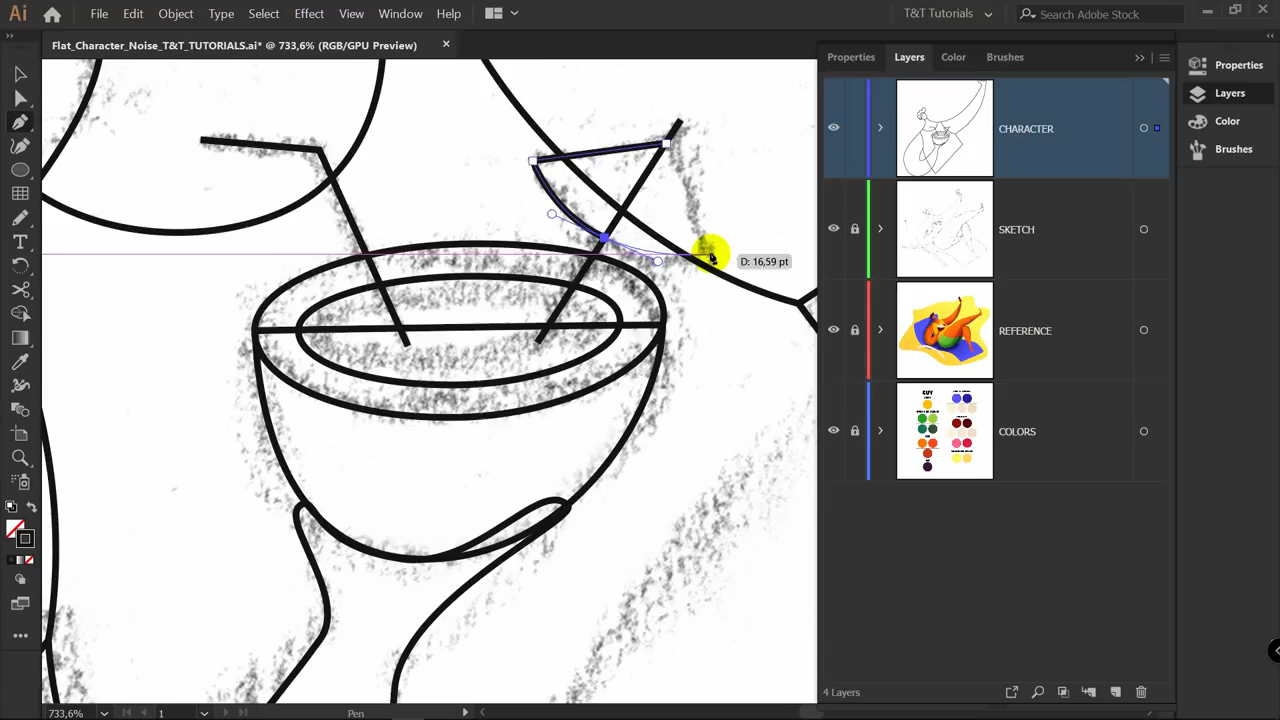 Ai
File Edit Object Type Select Effect View Window Help
T&T Tutorials
Search Adobe Stock
Flat_Character_Noise_T&T_TUTORIALS.ai* @ 733,6% (RGB/GPU Preview)
Properties Layers Color Brushes
Properties
Layers
Color
Brushes
CHARACTER
SKETCH
REFERENCE
CUY
COLORS
D: 16,59 pt
4 Layers
733,6%
1
Pen